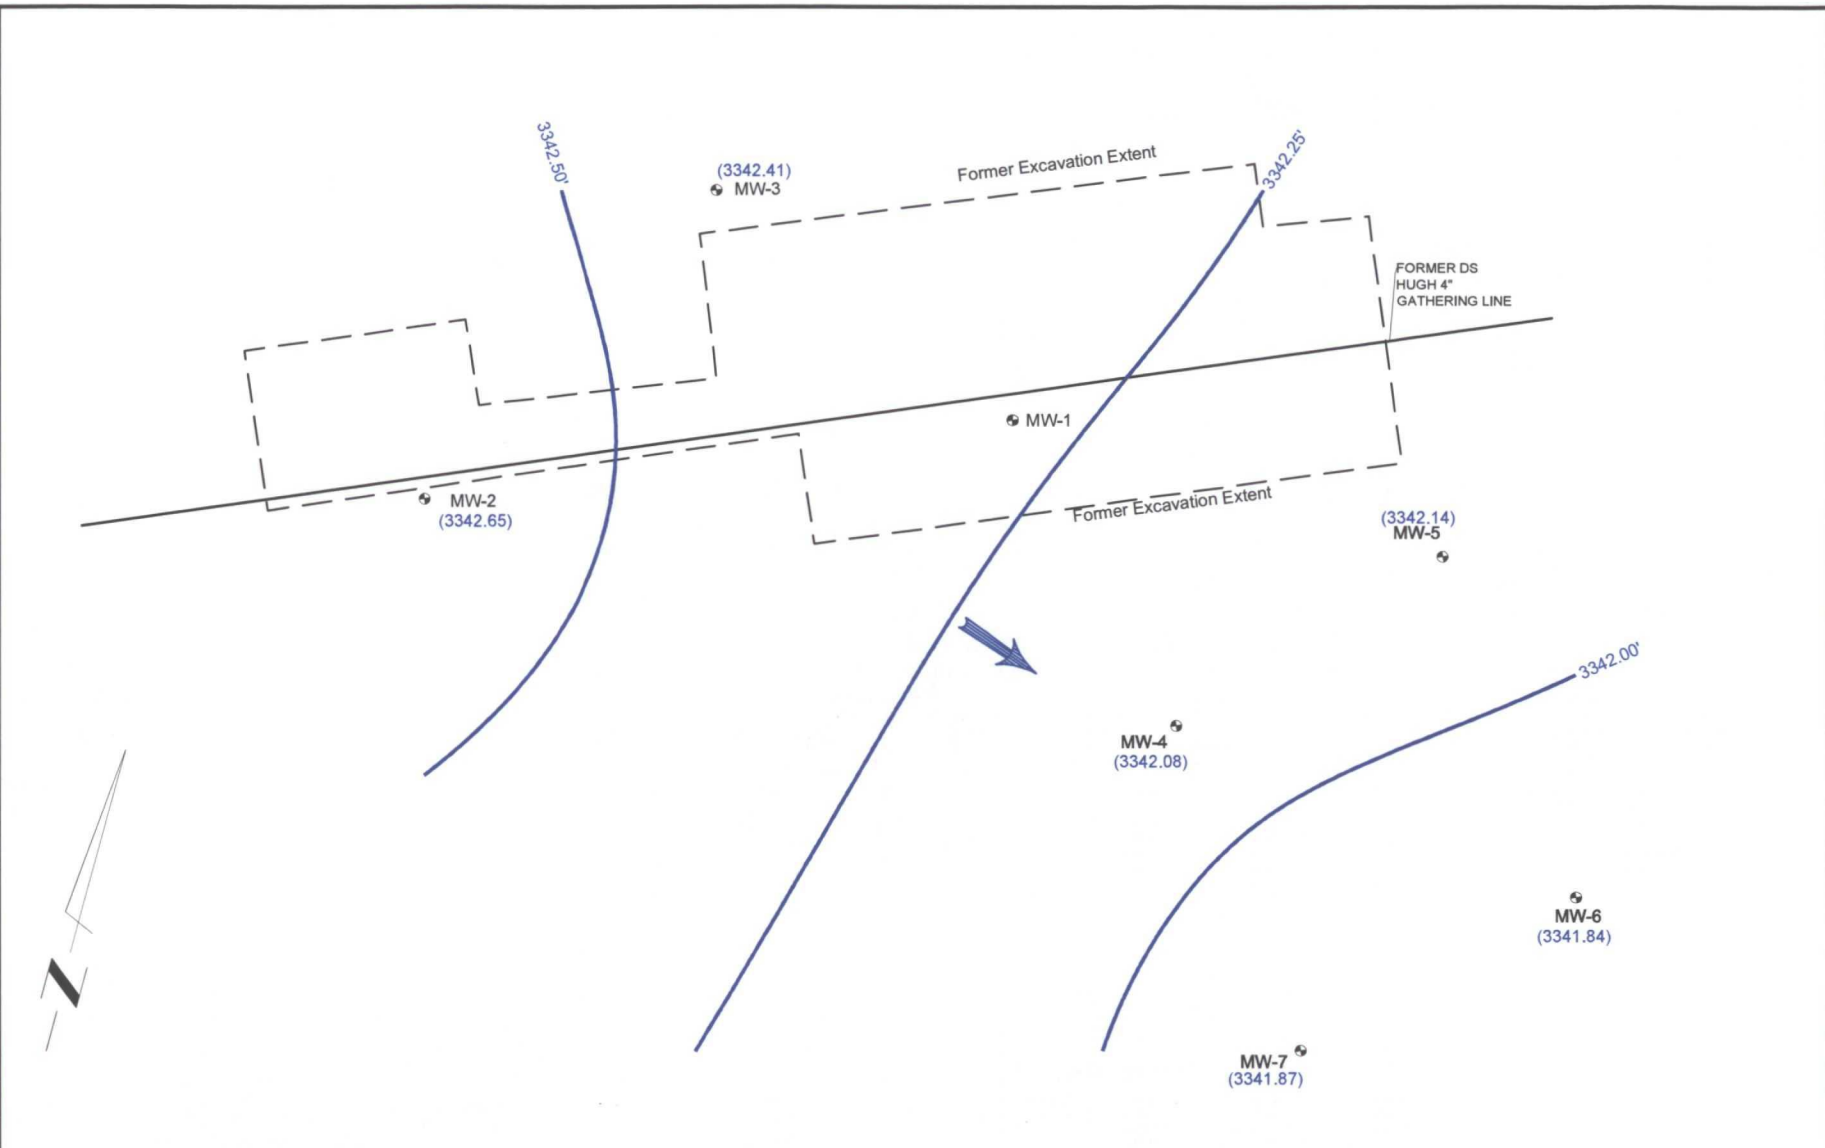 3342.50'
(3342.41)
MW-3
Former Excavation Extent
3342.25'
FORMER DS
HUGH 4"
GATHERING LINE
MW-1
MW-2
(3342.65)
Former Excavation Extent
(3342.14)
MW-5
3342.00'
MW-4
(3342.08)
MW-6
(3341.84)
N
MW-7
(3341.87)